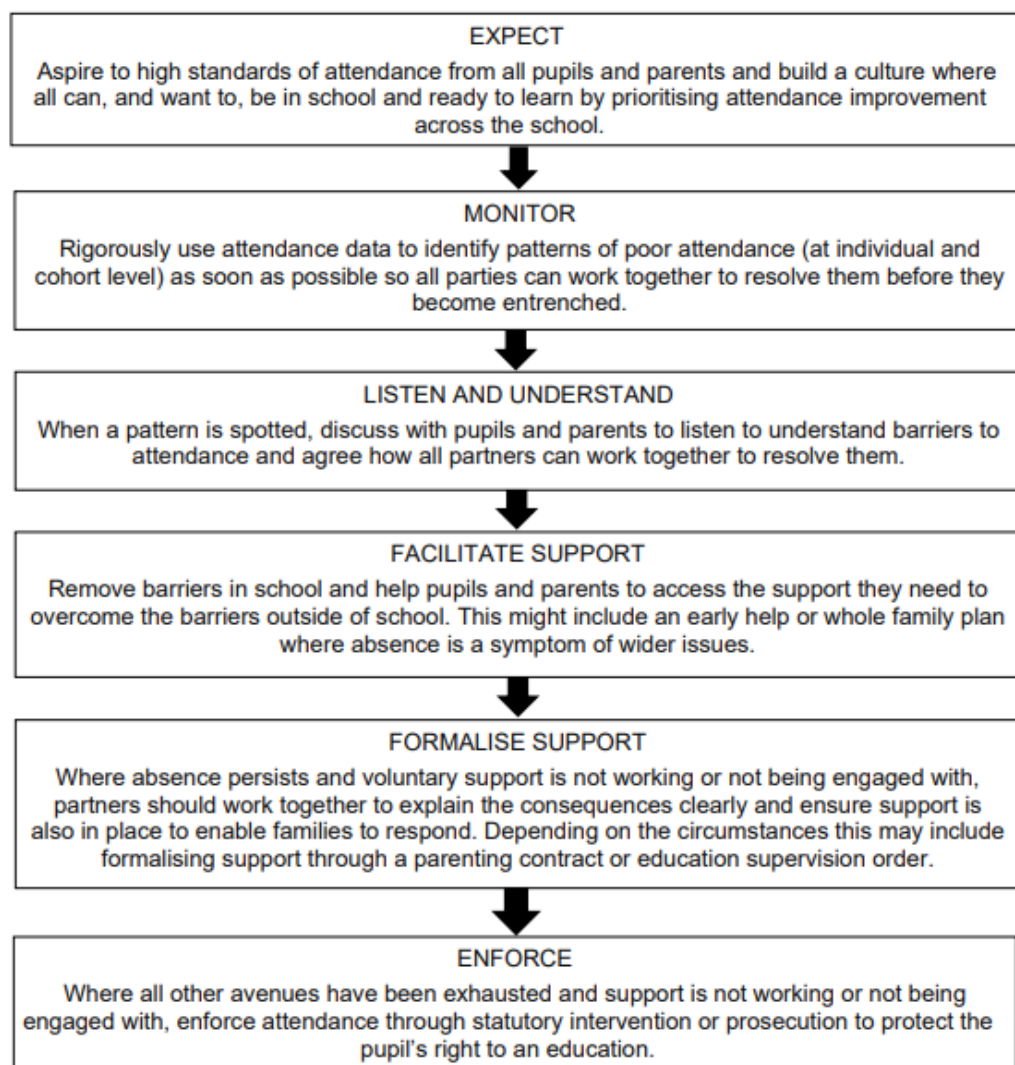 EXPECT
Aspire to high standards of attendance from all pupils and parents and build a culture where
all can, and want to, be in school and ready to learn by prioritising attendance improvement
across the school.
MONITOR
Rigorously use attendance data to identify patterns of poor attendance (at individual and
cohort level) as soon as possible so all parties can work together to resolve them before they
become entrenched.
LISTEN AND UNDERSTAND
When a pattern is spotted, discuss with pupils and parents to listen to understand barriers to
attendance and agree how all partners can work together to resolve them.
FACILITATE SUPPORT
Remove barriers in school and help pupils and parents to access the support they need to
overcome the barriers outside of school. This might include an early help or whole family plan
where absence is a symptom of wider issues.
FORMALISE SUPPORT
Where absence persists and voluntary support is not working or not being engaged with,
partners should work together to explain the consequences clearly and ensure support is
also in place to enable families to respond. Depending on the circumstances this may include
formalising support through a parenting contract or education supervision order.
ENFORCE
Where all other avenues have been exhausted and support is not working or not being
engaged with, enforce attendance through statutory intervention or prosecution to protect the
pupil's right to an education.